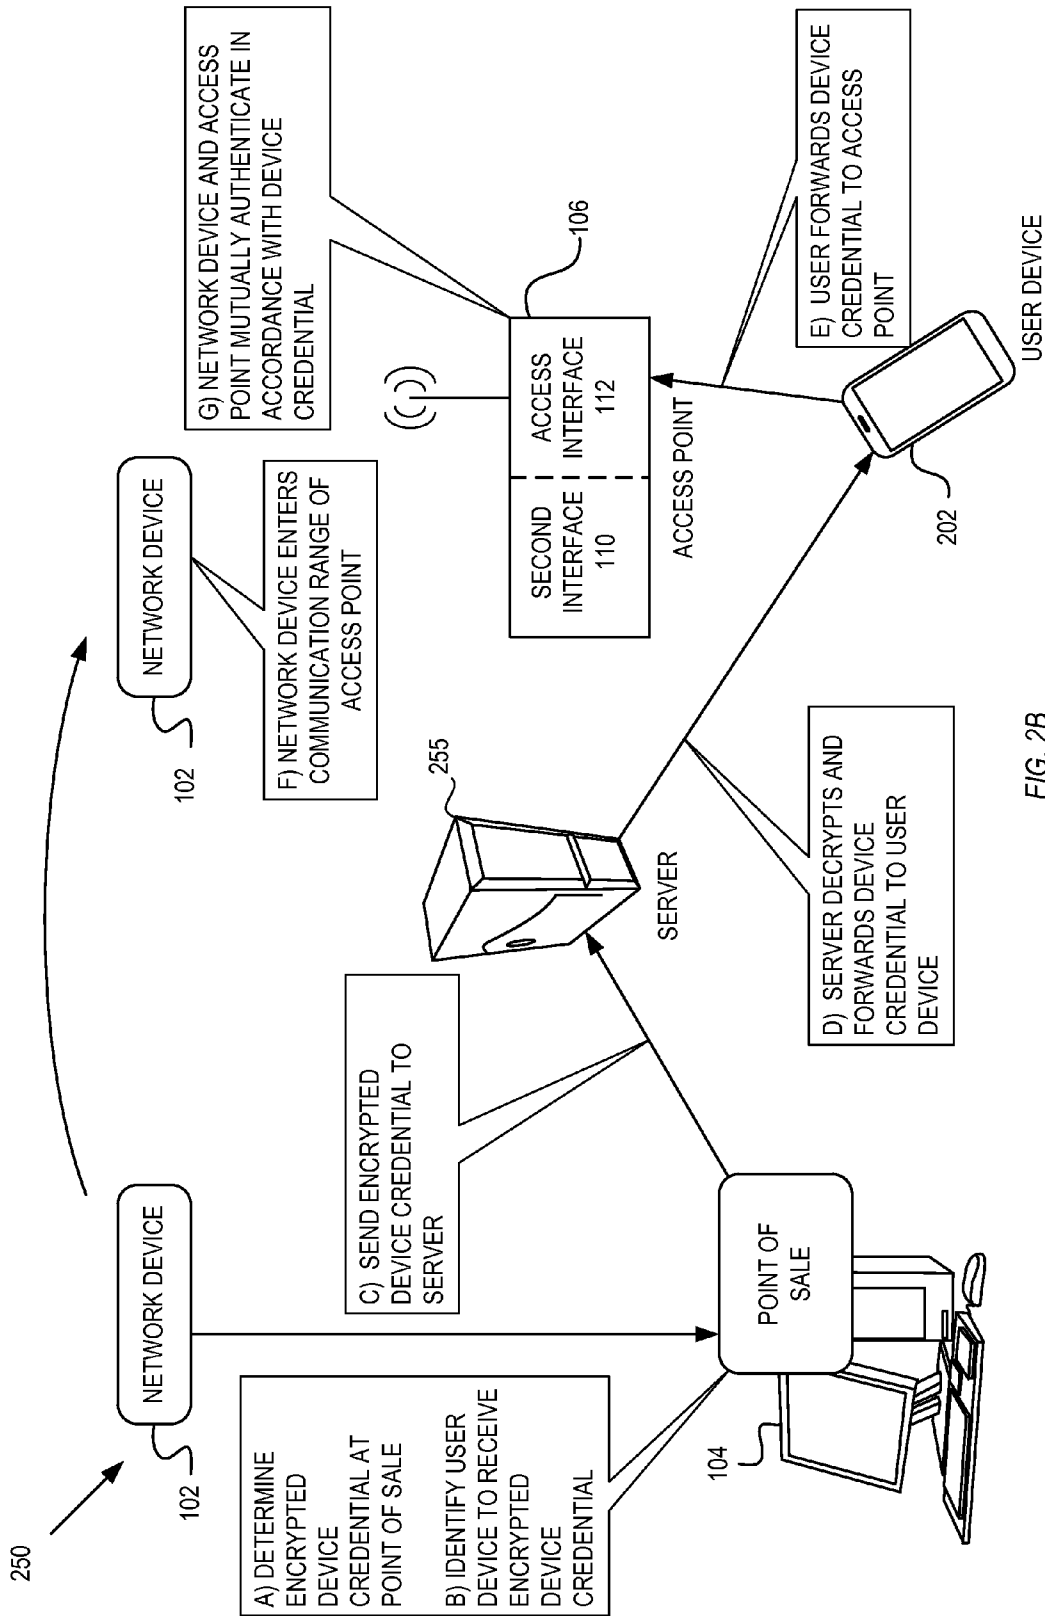 250
NETWORK DEVICE
102
NETWORK DEVICE
102
A) DETERMINE
ENCRYPTED
DEVICE
CREDENTIAL AT
POINT OF SALE
B) IDENTIFY USER
DEVICE TO RECEIVE
ENCRYPTED
DEVICE
CREDENTIAL
C) SEND ENCRYPTED
DEVICE CREDENTIAL TO
SERVER
F) NETWORK DEVICE ENTERS
COMMUNICATION RANGE OF
ACCESS POINT
G) NETWORK DEVICE AND ACCESS
POINT MUTUALLY AUTHENTICATE IN
ACCORDANCE WITH DEVICE
CREDENTIAL
255
SERVER
SECOND
INTERFACE
110
ACCESS
INTERFACE
112
106
ACCESS POINT
POINT OF
SALE
104
D) SERVER DECRYPTS AND
FORWARDS DEVICE
CREDENTIAL TO USER
DEVICE
E) USER FORWARDS DEVICE
CREDENTIAL TO ACCESS
POINT
202
USER DEVICE
FIG. 2B